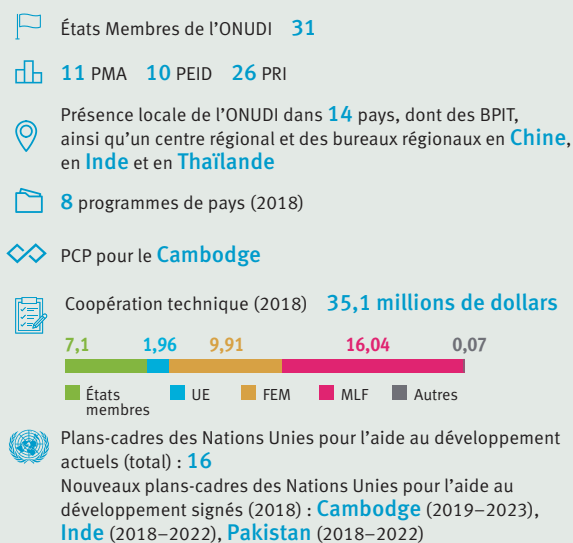 États Membres de l’ONUDI 31
11 PMA 10 PEID 26 PRI
Présence locale de l’ONUDI dans 14 pays, dont des BPIT,
ainsi qu’un centre régional et des bureaux régionaux en Chine,
en Inde et en Thaïlande
8 programmes de pays (2018)
PCP pour le Cambodge
Coopération technique (2018) 35,1 millions de dollars
7,1 1,96 9,91 16,04 0,07
États membres UE FEM MLF Autres
Plans-cadres des Nations Unies pour l’aide au développement
actuels (total) : 16
Nouveaux plans-cadres des Nations Unies pour l’aide au
développement signés (2018) : Cambodge (2019–2023),
Inde (2018–2022), Pakistan (2018–2022)